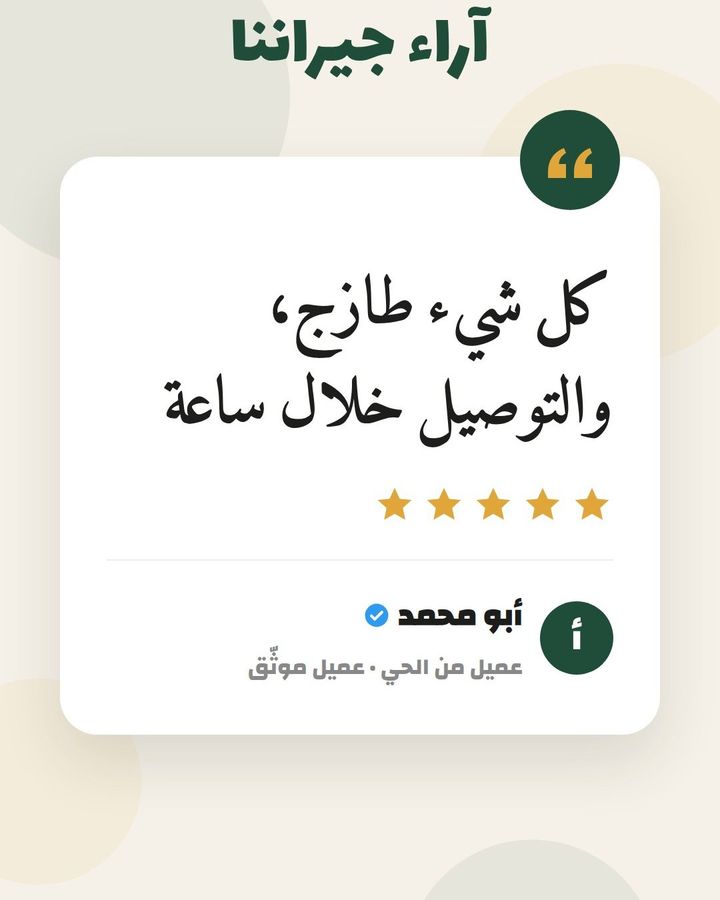 آراء جيراننا
“
كل شيء طازج،
والتوصيل خلال ساعة
أ
أبو محمد
عميل من الحي • عميل موثّق